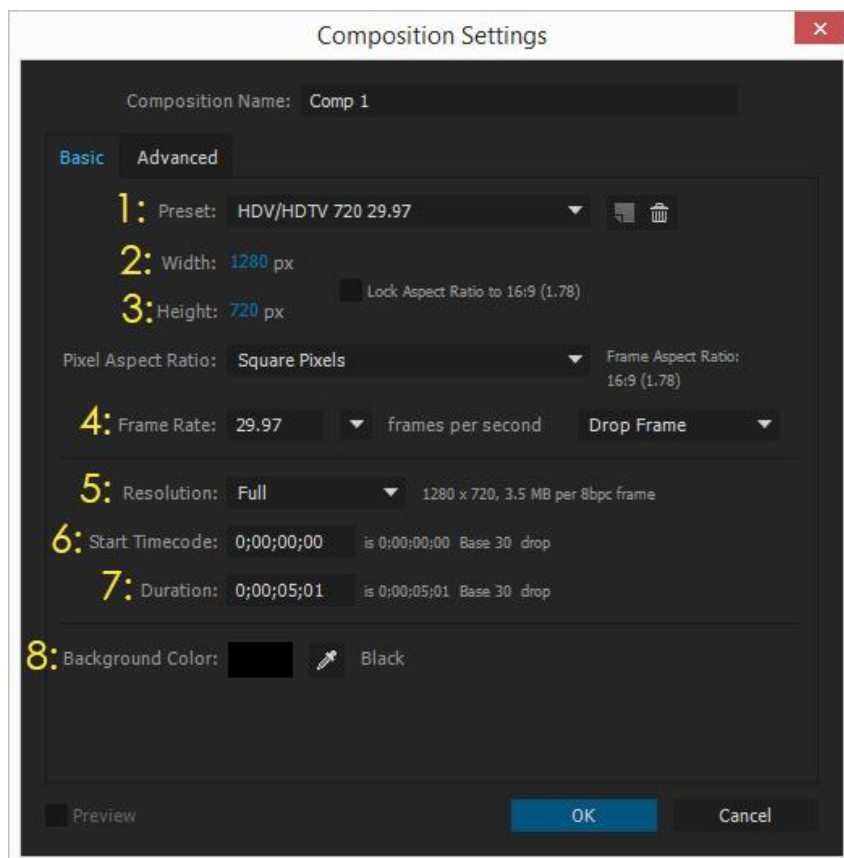 Composition Settings
Composition Name: Comp 1
Basic Advanced
1: Preset: HDV/HDTV 720 29.97
2: Width: 1280 px
Lock Aspect Ratio to 16:9 (1.78)
3: Height: 720 px
Pixel Aspect Ratio: Square Pixels Frame Aspect Ratio:
16:9 (1.78)
4: Frame Rate: 29.97 frames per second Drop Frame
5: Resolution: Full 1280 x 720, 3.5 MB per 8bpc frame
6: Start Timecode: 0;00;00;00 is 0;00;00;00 Base 30 drop
7: Duration: 0;00;05;01 is 0;00;05;01 Base 30 drop
8: Background Color: Black
Preview OK Cancel